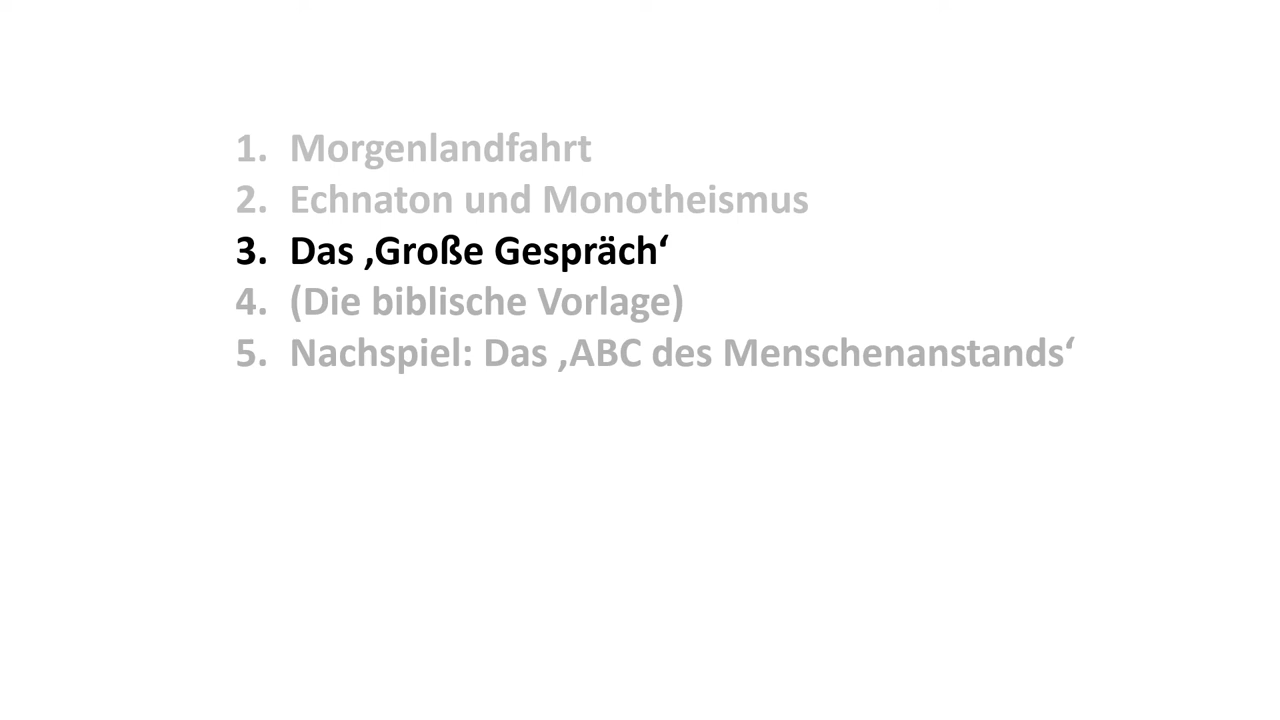 1. Morgenlandfahrt
2. Echnaton und Monotheismus
3. Das ‚Große Gespräch‘
4. (Die biblische Vorlage)
5. Nachspiel: Das ‚ABC des Menschenanstands‘